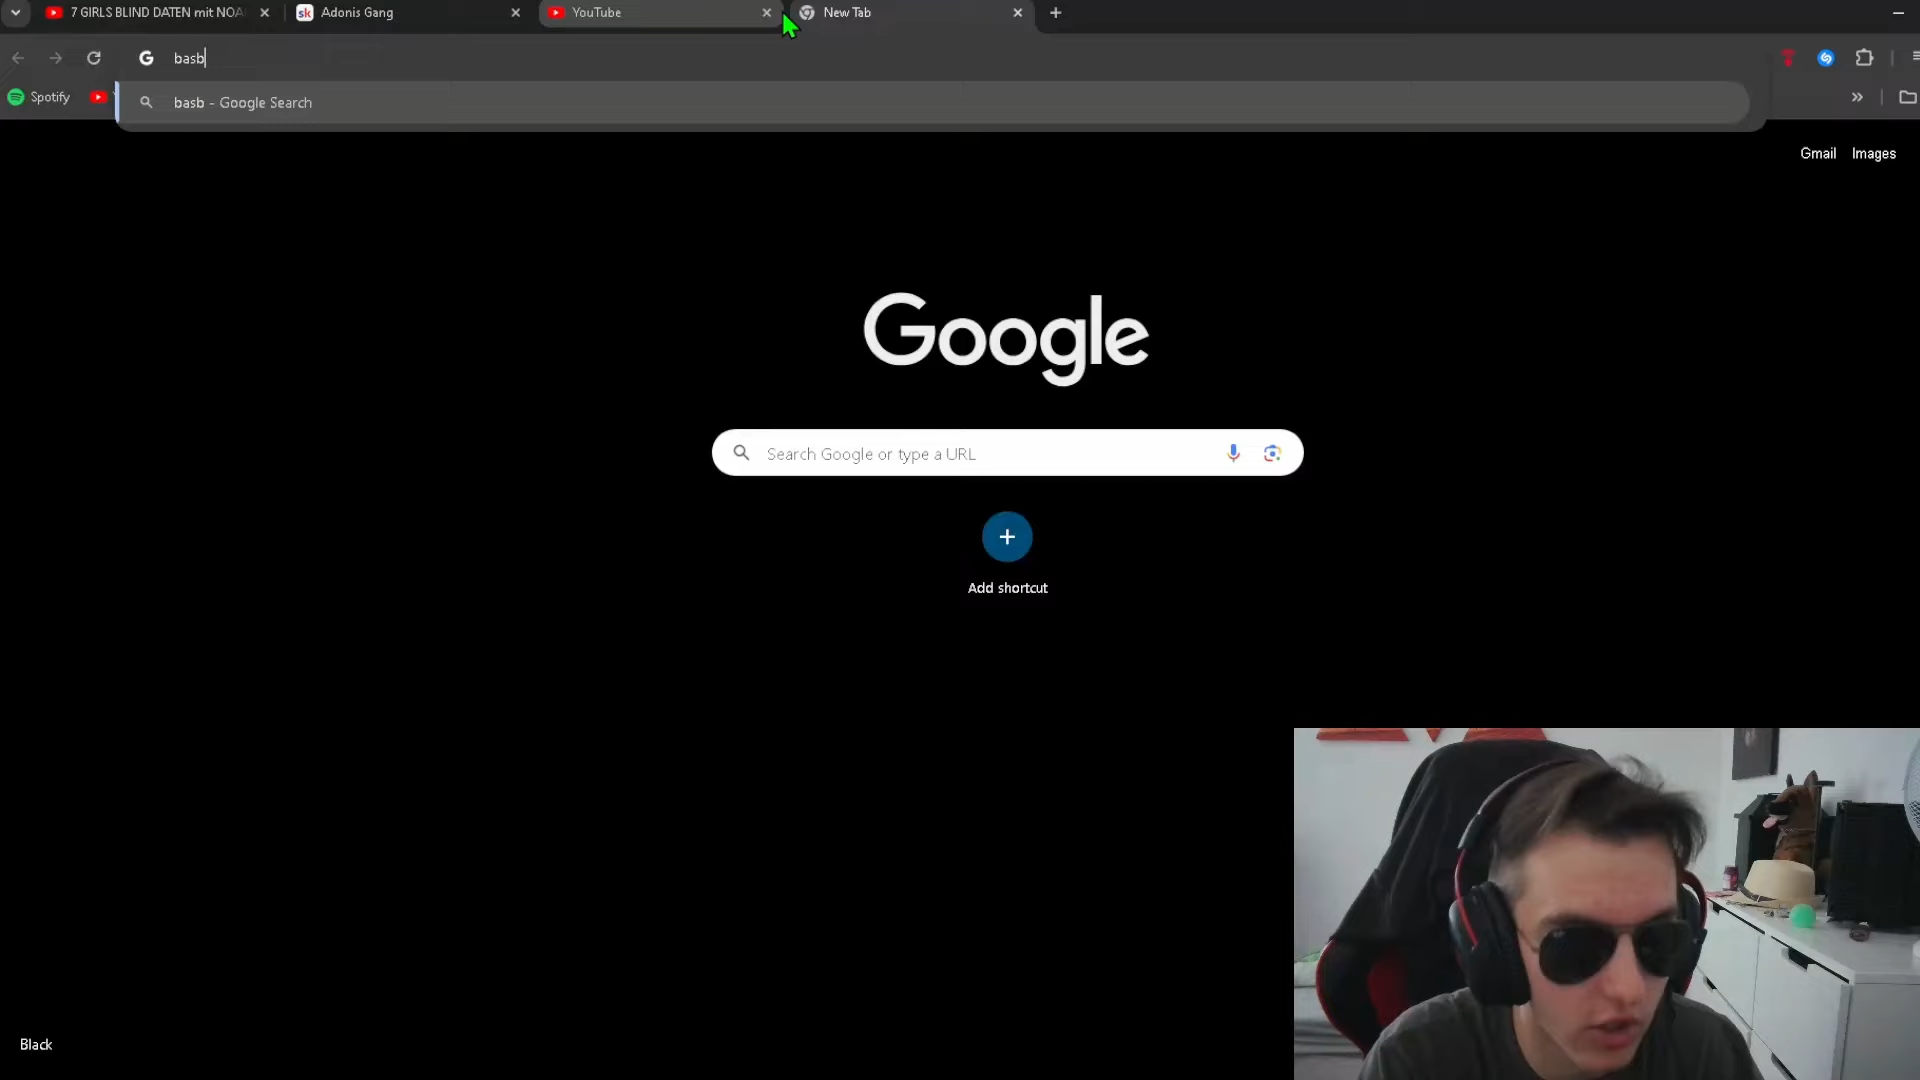 7 GIRLS BLIND DATEN mit NOA
Adonis Gang
YouTube
New Tab
basb
Spotify
basb - Google Search
Gmail
Images
Google
Search Google or type a URL
Add shortcut
Black